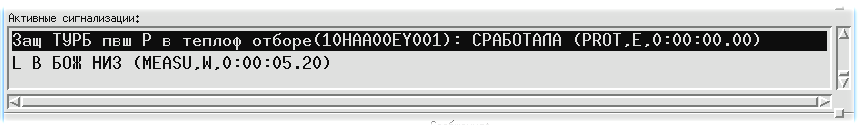 Активные сигнализации:
Защ ТУРБ пвш Р в теплоф отборе(10HAA00EY001): СРАБОТАЛА (PROT,E,0:00:00.00)
L В БОЖ НИЗ (MEASU,W,0:00:05.20)